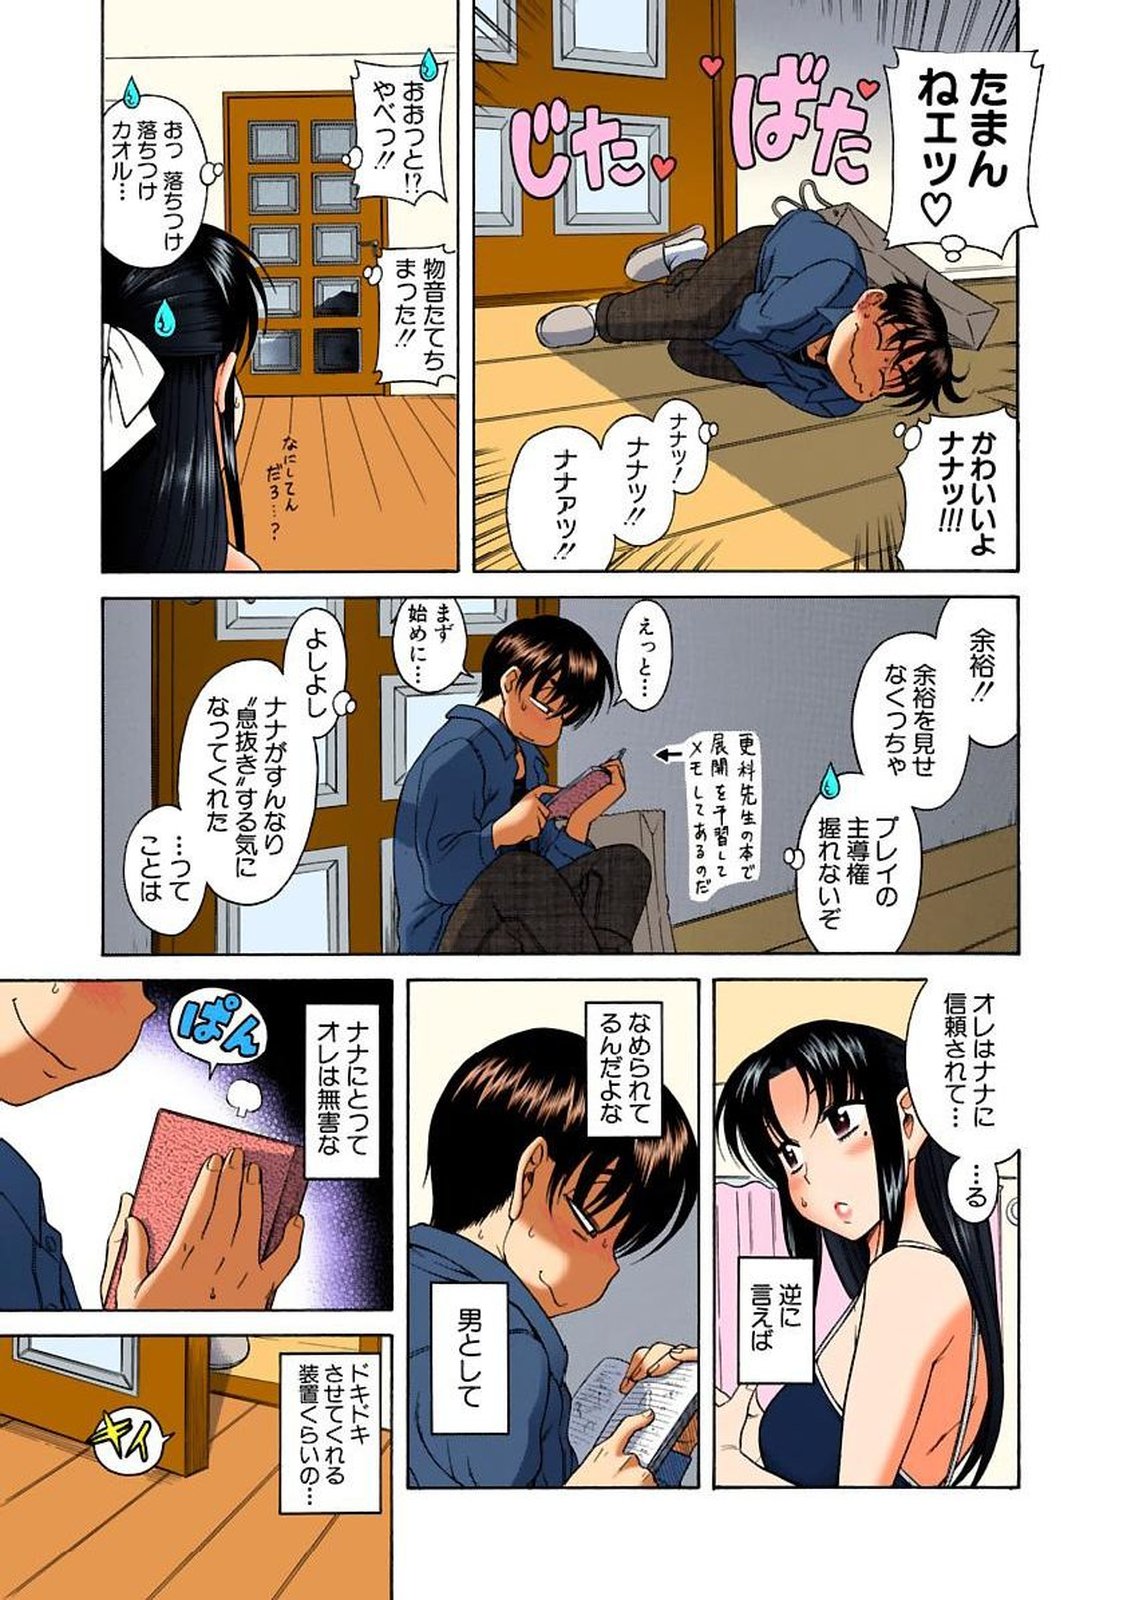 たまん
ねエッ♡
ばた
じた
かわいいよ
ナナッ!!!
ナナッ!
ナナッ!!
ナナァッ!!
おおっと!?
やべっ!!
物音たてち
まった!!
おっ 落ちつけ
落ちつけ
カオル…
なにしてん
だろ…?
余裕!!
余裕を見せ
なくっちゃ
プレイの
主導権
握れないぞ
えっと…
更科先生の本で
展開を予習して
メモしてあるのだ
まず
始めに…
よしよし
ナナがすんなり
〝息抜き〟する気に
なってくれた
…って
ことは
オレはナナに
信頼されて…
…る
逆に
言えば
なめられて
るんだよな
男として
ナナにとって
オレは無害な
ぱん
ドキドキ
させてくれる
装置くらいの…
キィ